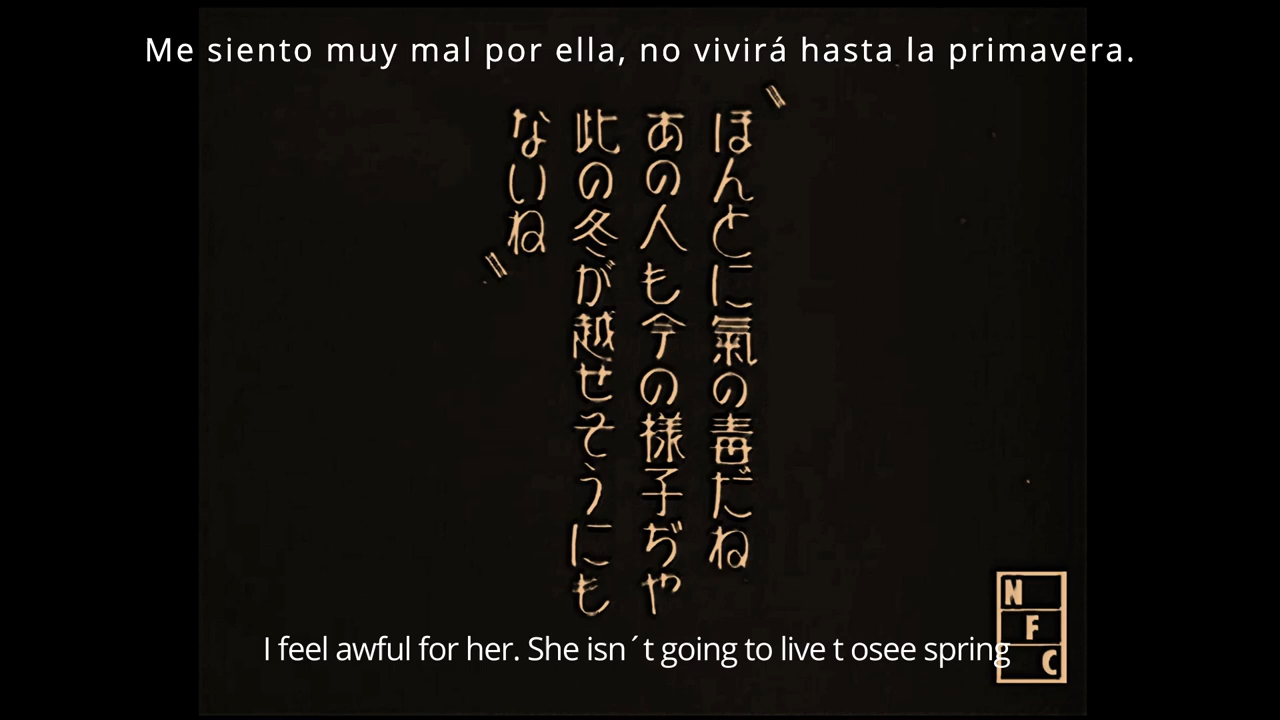 Me siento muy mal por ella, no vivirá hasta la primavera.
〝ほんとに氣の毒だね
あの人も今の様子ぢや
此の冬が越せそうにも
ないね〟
I feel awful for her. She isn´t going to live t osee spring
N
F
C